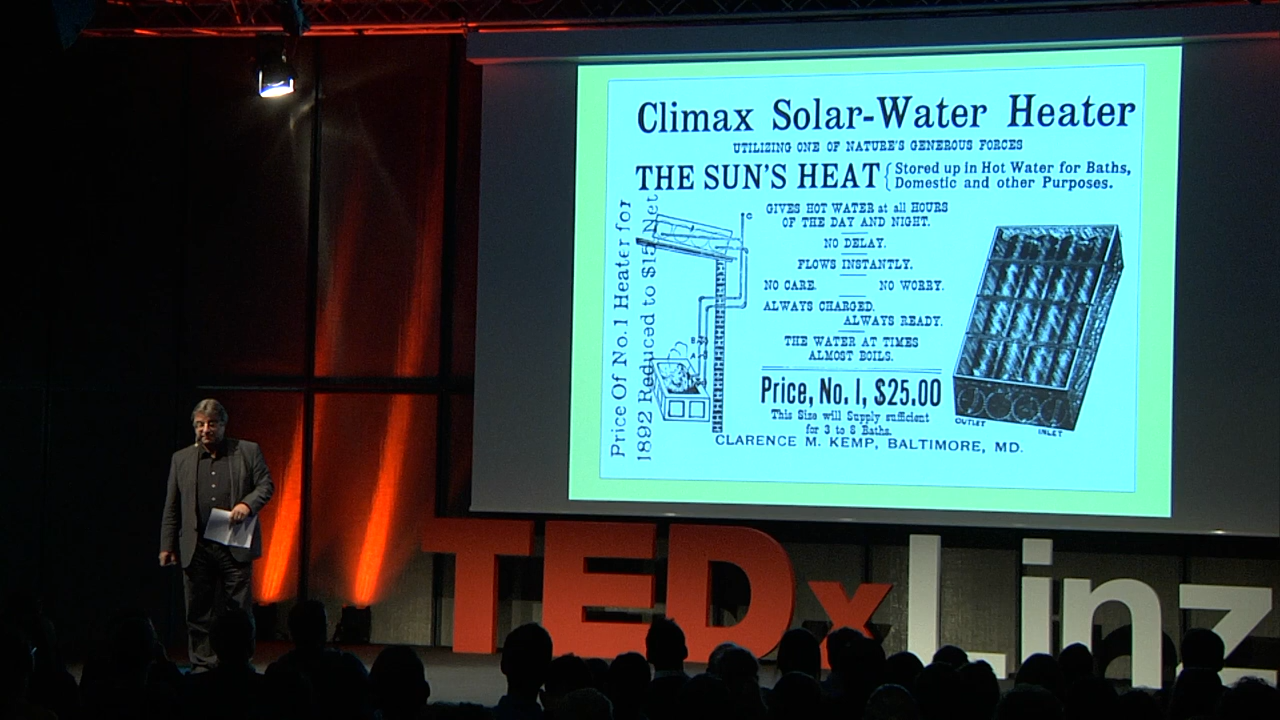 Climax Solar-Water Heater
UTILIZING ONE OF NATURE'S GENEROUS FORCES
THE SUN'S HEAT { Stored up in Hot Water for Baths,
Domestic and other Purposes.
Price Of No.1 Heater for
1892 Reduced to $15 Net
C
B
A
GIVES HOT WATER at all HOURS
OF THE DAY AND NIGHT.
NO DELAY.
FLOWS INSTANTLY.
NO CARE. NO WORRY.
ALWAYS CHARGED.
ALWAYS READY.
THE WATER AT TIMES
ALMOST BOILS.
Price, No. 1, $25.00
This Size will Supply sufficient
for 3 to 8 Baths.
OUTLET
INLET
CLARENCE M. KEMP, BALTIMORE, MD.
TEDxLinz